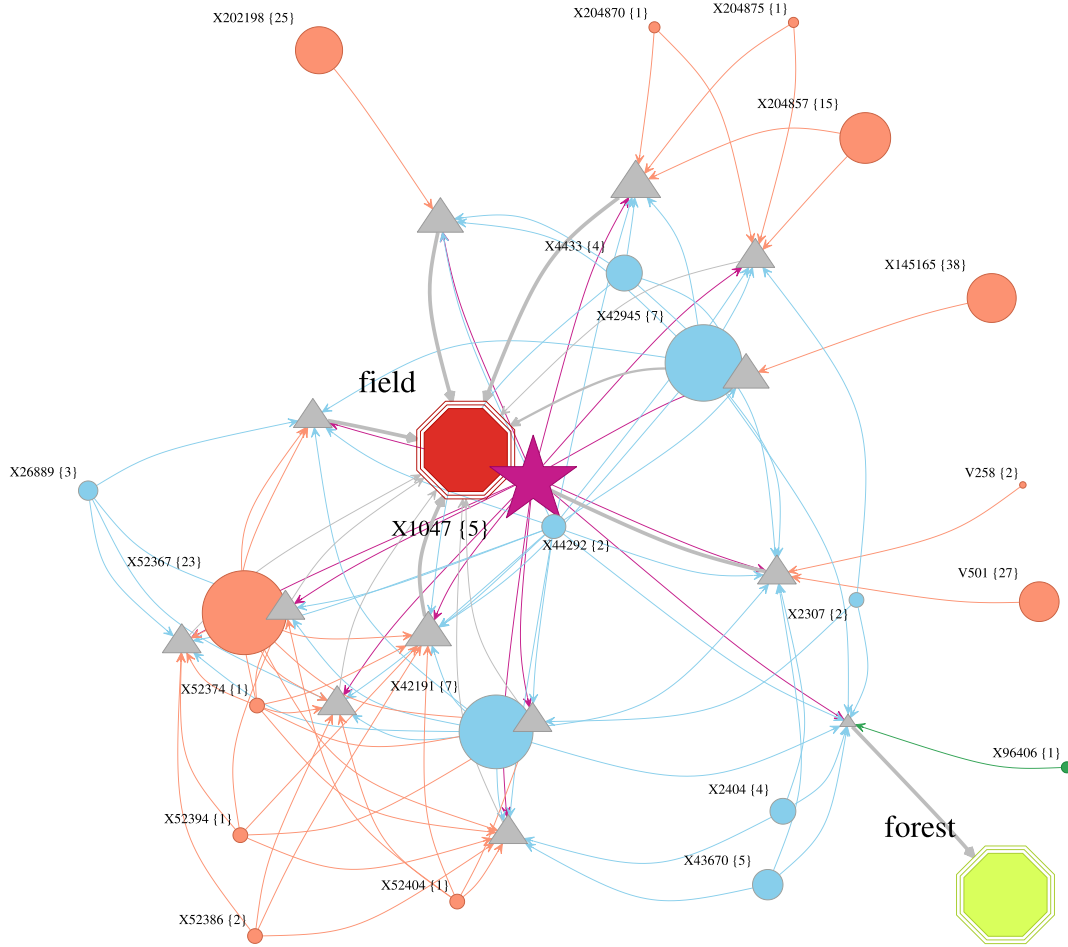 X202198 {25}
X204870 {1}
X204875 {1}
X204857 {15}
X4433 {4}
X145165 {38}
X42945 {7}
field
X26889 {3}
V258 {2}
X1047 {5}
X44292 {2}
X52367 {23}
V501 {27}
X2307 {2}
X52374 {1}
X42191 {7}
X96406 {1}
X2404 {4}
X52394 {1}
forest
X43670 {5}
X52404 {1}
X52386 {2}